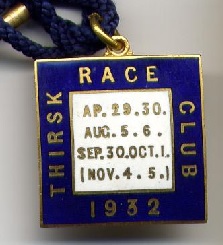 THIRSK
RACE
CLUB
AP. 29. 30.
AUG. 5. 6.
SEP. 30. OCT. 1.
(NOV. 4. 5.)
1932